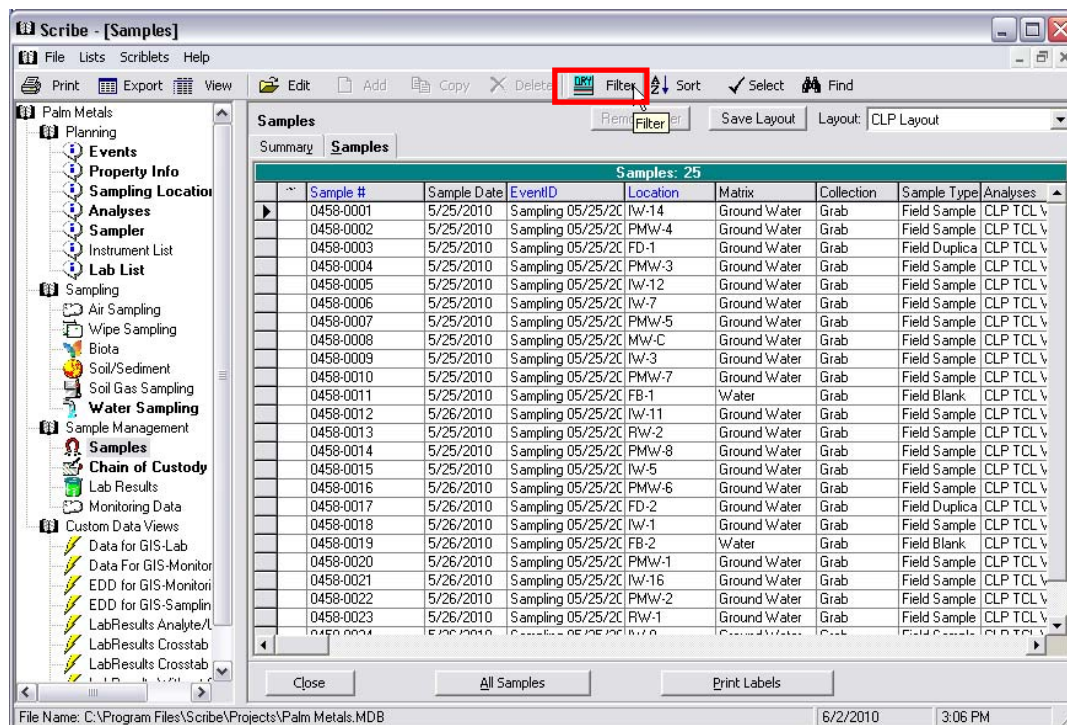 Scribe - [Samples]
File Lists Scriblets Help
Print Export View Edit Add Copy Delete Filter Sort Select Find
Palm Metals
Planning
Events
Property Info
Sampling Location
Analyses
Sampler
Instrument List
Lab List
Sampling
Air Sampling
Wipe Sampling
Biota
Soil/Sediment
Soil Gas Sampling
Water Sampling
Sample Management
Samples
Chain of Custody
Lab Results
Monitoring Data
Custom Data Views
Data for GIS-Lab
Data For GIS-Monitor
EDD for GIS-Monitori
EDD for GIS-Samplin
LabResults Analyte/L
LabResults Crosstab
LabResults Crosstab
Samples
Filter
Save Layout Layout: CLP Layout
Summary Samples
Samples: 25
Sample # Sample Date EventID Location Matrix Collection Sample Type Analyses
0458-0001 5/25/2010 Sampling 05/25/20 IW-14 Ground Water Grab Field Sample CLP TCL V
0458-0002 5/25/2010 Sampling 05/25/20 PMW-4 Ground Water Grab Field Sample CLP TCL V
0458-0003 5/25/2010 Sampling 05/25/20 FD-1 Ground Water Grab Field Duplica CLP TCL V
0458-0004 5/25/2010 Sampling 05/25/20 PMW-3 Ground Water Grab Field Sample CLP TCL V
0458-0005 5/25/2010 Sampling 05/25/20 IW-12 Ground Water Grab Field Sample CLP TCL V
0458-0006 5/25/2010 Sampling 05/25/20 IW-7 Ground Water Grab Field Sample CLP TCL V
0458-0007 5/25/2010 Sampling 05/25/20 PMW-5 Ground Water Grab Field Sample CLP TCL V
0458-0008 5/25/2010 Sampling 05/25/20 MW-C Ground Water Grab Field Sample CLP TCL V
0458-0009 5/25/2010 Sampling 05/25/20 IW-3 Ground Water Grab Field Sample CLP TCL V
0458-0010 5/25/2010 Sampling 05/25/20 PMW-7 Ground Water Grab Field Sample CLP TCL V
0458-0011 5/25/2010 Sampling 05/25/20 FB-1 Water Grab Field Blank CLP TCL V
0458-0012 5/26/2010 Sampling 05/25/20 IW-11 Ground Water Grab Field Sample CLP TCL V
0458-0013 5/25/2010 Sampling 05/25/20 RW-2 Ground Water Grab Field Sample CLP TCL V
0458-0014 5/25/2010 Sampling 05/25/20 PMW-8 Ground Water Grab Field Sample CLP TCL V
0458-0015 5/25/2010 Sampling 05/25/20 IW-5 Ground Water Grab Field Sample CLP TCL V
0458-0016 5/26/2010 Sampling 05/25/20 PMW-6 Ground Water Grab Field Sample CLP TCL V
0458-0017 5/26/2010 Sampling 05/25/20 FD-2 Ground Water Grab Field Duplica CLP TCL V
0458-0018 5/26/2010 Sampling 05/25/20 IW-1 Ground Water Grab Field Sample CLP TCL V
0458-0019 5/26/2010 Sampling 05/25/20 FB-2 Water Grab Field Blank CLP TCL V
0458-0020 5/26/2010 Sampling 05/25/20 PMW-1 Ground Water Grab Field Sample CLP TCL V
0458-0021 5/26/2010 Sampling 05/25/20 IW-16 Ground Water Grab Field Sample CLP TCL V
0458-0022 5/26/2010 Sampling 05/25/20 PMW-2 Ground Water Grab Field Sample CLP TCL V
0458-0023 5/26/2010 Sampling 05/25/20 RW-1 Ground Water Grab Field Sample CLP TCL V
Close All Samples Print Labels
File Name: C:\Program Files\Scribe\Projects\Palm Metals.MDB 6/2/2010 3:06 PM